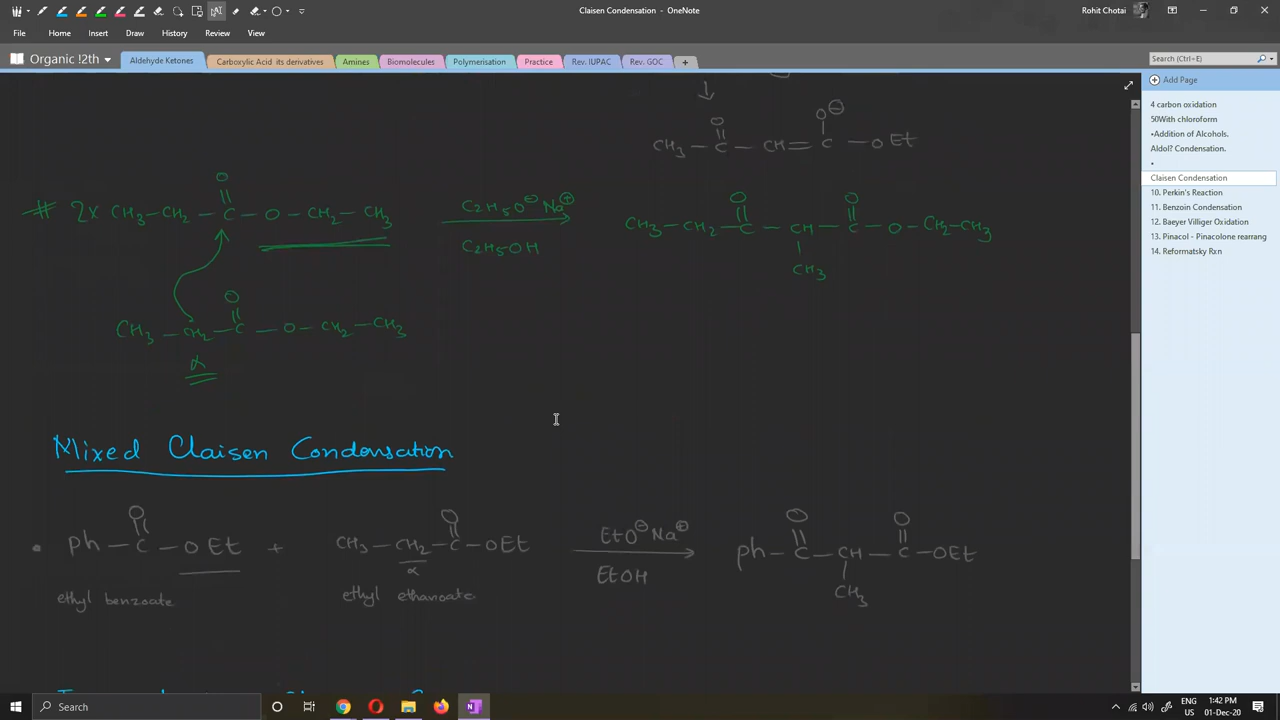 Claisen Condensation - OneNote
Rohit Chotai
File Home Insert Draw History Review View
Organic !2th
Aldehyde Ketones
Carboxylic Acid its derivatives
Amines
Biomolecules
Polymerisation
Practice
Rev. IUPAC
Rev. GOC
Search (Ctrl+E)
Add Page
4 carbon oxidation
50With chloroform
•Addition of Alcohols.
Aldol? Condensation.
•
Claisen Condensation
10. Perkin's Reaction
11. Benzoin Condensation
12. Baeyer Villiger Oxidation
13. Pinacol - Pinacolone rearrang
14. Reformatsky Rxn
O O⊖
CH3 — C — CH = C — O Et
O
# 2x CH3—CH2 — C — O — CH2 — CH3
C2H5O⊖ Na⊕
C2H5OH
O O
CH3 — CH2 — C — CH — C — O — CH2—CH3
CH3
O
CH3 — CH2 — C — O — CH2 — CH3
α
Mixed Claisen Condensation
O O O O
• Ph — C — O Et + CH3 — CH2 — C — OEt
EtO⊖Na⊕
EtOH
Ph — C — CH — C — OEt
α
CH3
ethyl benzoate
ethyl ethanoate
Search
ENG
US
1:42 PM
01-Dec-20